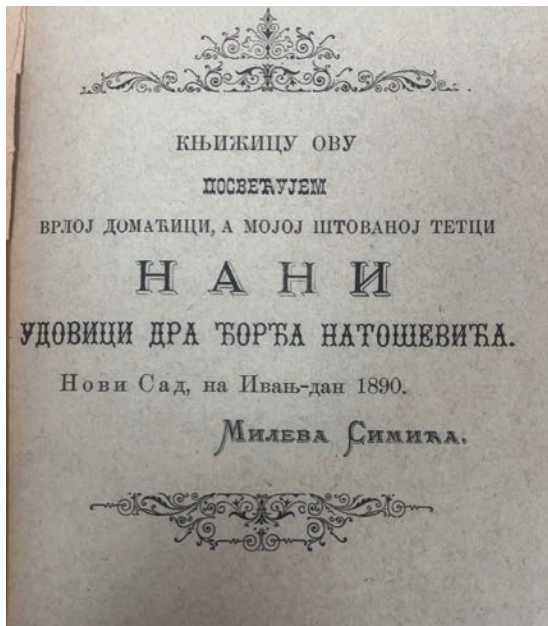 КЊИЖИЦУ ОВУ
ПОСВЕЋУЈЕМ
ВРЛОЈ ДОМАЋИЦИ, А МОЈОЈ ШТОВАНОЈ ТЕТЦИ
НАНИ
УДОВИЦИ ДРА ЂОРЂА НАТОШЕВИЋА.
Нови Сад, на Ивањ-дан 1890.
Милева Симића.